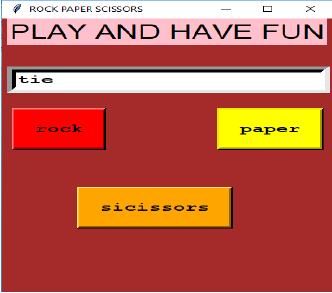 ROCK PAPER SCISSORS
PLAY AND HAVE FUN
tie
rock
paper
sicissors